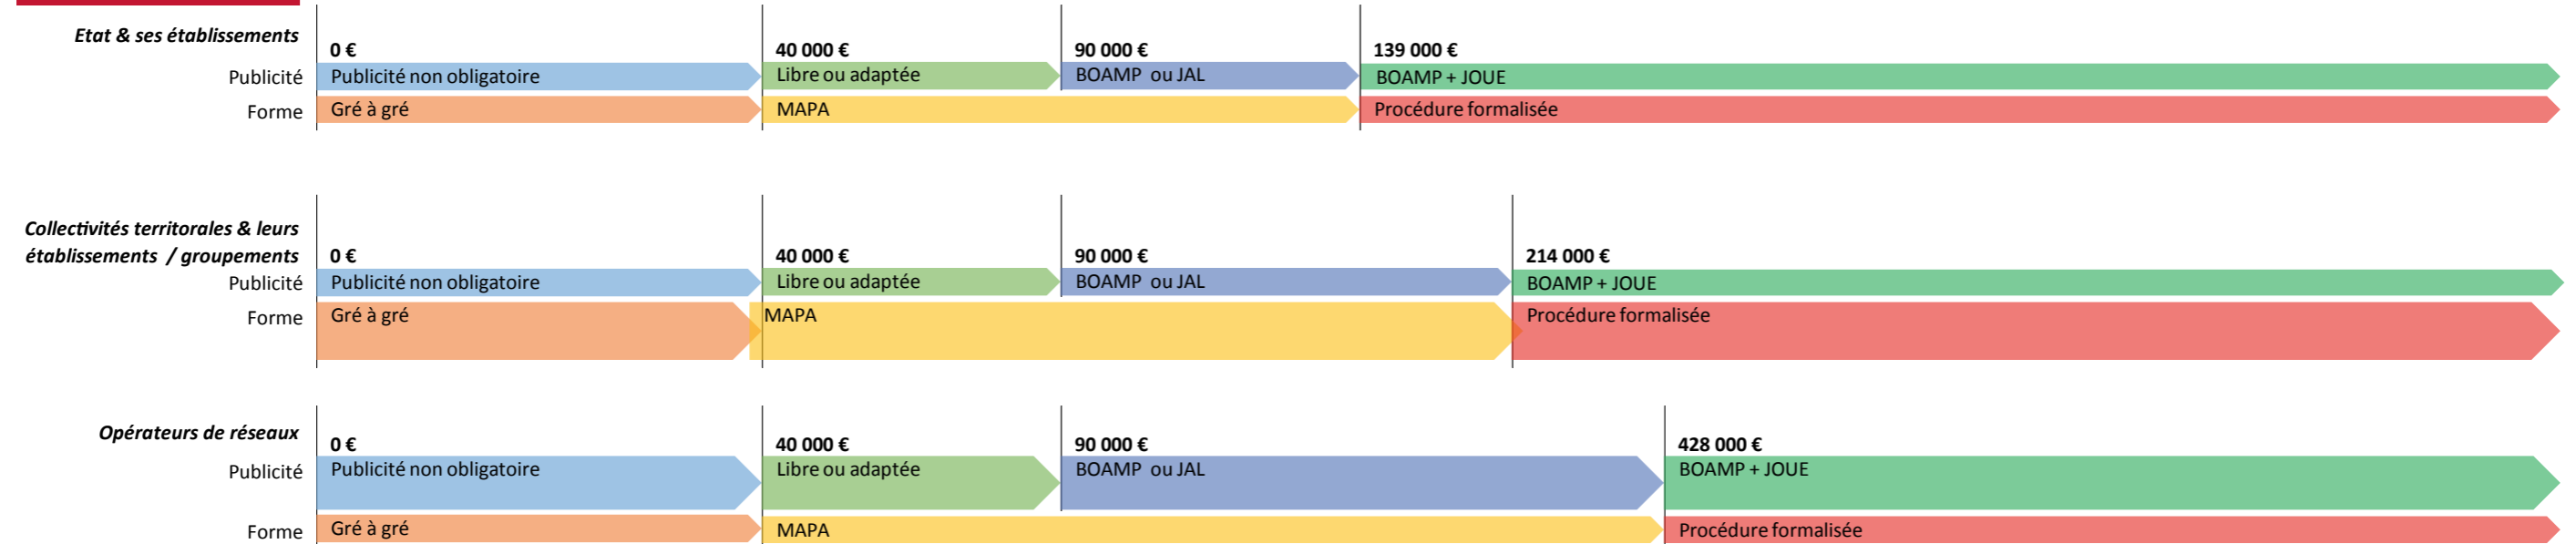 Etat & ses établissements
0 € 40 000 € 90 000 € 139 000 €
Publicité Publicité non obligatoire Libre ou adaptée BOAMP ou JAL BOAMP + JOUE
Forme Gré à gré MAPA Procédure formalisée
Collectivités territorales & leurs
établissements / groupements 0 € 40 000 € 90 000 € 214 000 €
Publicité Publicité non obligatoire Libre ou adaptée BOAMP ou JAL BOAMP + JOUE
Forme Gré à gré MAPA Procédure formalisée
Opérateurs de réseaux
0 € 40 000 € 90 000 € 428 000 €
Publicité Publicité non obligatoire Libre ou adaptée BOAMP ou JAL BOAMP + JOUE
Forme Gré à gré MAPA Procédure formalisée